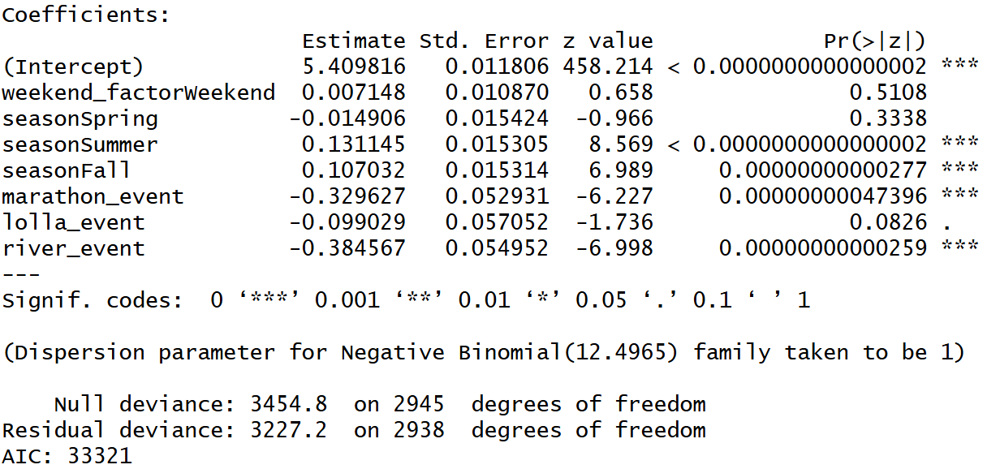 Coefficients:
                        Estimate Std. Error z value             Pr(>|z|)    
(Intercept)             5.409816   0.011806 458.214 < 0.0000000000000002 ***
weekend_factorWeekend  0.007148   0.010870   0.658               0.5108    
seasonSpring          -0.014906   0.015424  -0.966               0.3338    
seasonSummer           0.131145   0.015305   8.569 < 0.0000000000000002 ***
seasonFall             0.107032   0.015314   6.989     0.00000000000277 ***
marathon_event        -0.329627   0.052931  -6.227     0.00000000047396 ***
lolla_event           -0.099029   0.057052  -1.736               0.0826 .  
river_event           -0.384567   0.054952  -6.998     0.00000000000259 ***
---
Signif. codes:  0 ‘***’ 0.001 ‘**’ 0.01 ‘*’ 0.05 ‘.’ 0.1 ‘ ’ 1
(Dispersion parameter for Negative Binomial(12.4965) family taken to be 1)
    Null deviance: 3454.8  on 2945  degrees of freedom
Residual deviance: 3227.2  on 2938  degrees of freedom
AIC: 33321